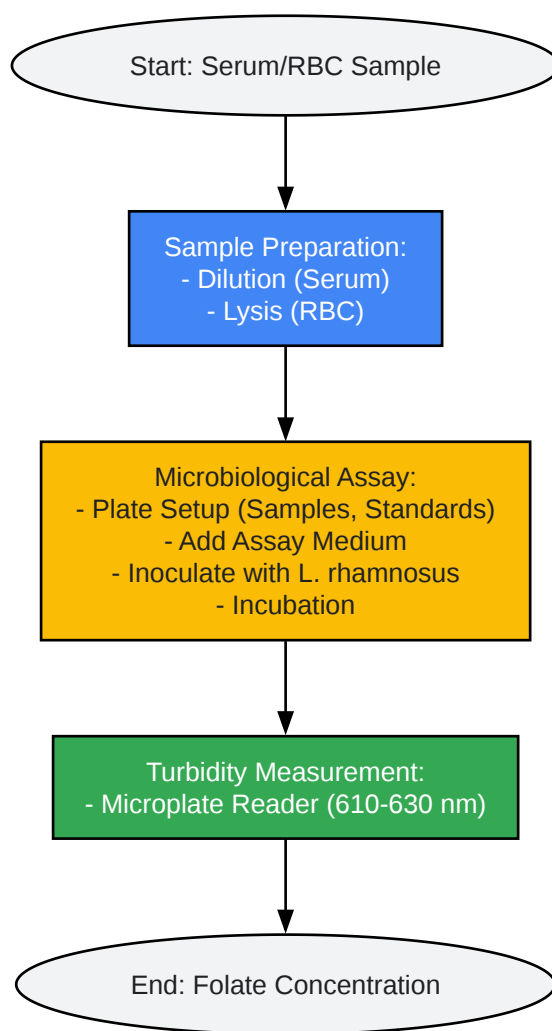 Start: Serum/RBC Sample
Sample Preparation:
- Dilution (Serum)
- Lysis (RBC)
Microbiological Assay:
- Plate Setup (Samples, Standards)
- Add Assay Medium
- Inoculate with L. rhamnosus
- Incubation
Turbidity Measurement:
- Microplate Reader (610-630 nm)
End: Folate Concentration